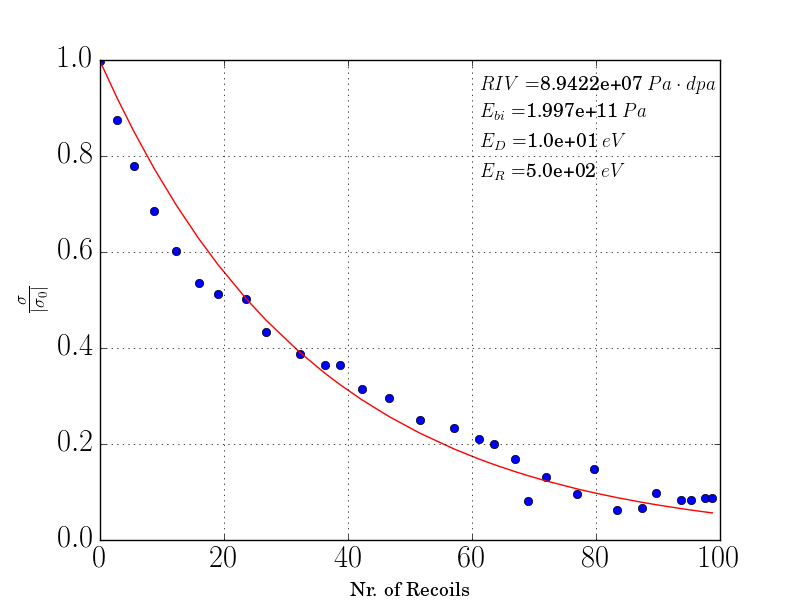 1.0
0.8
0.6
0.4
0.2
0.0
σ/|σ₀|
RIV =8.9422e+07 Pa · dpa
E_bi =1.997e+11 Pa
E_D =1.0e+01 eV
E_R =5.0e+02 eV
0 20 40 60 80 100
Nr. of Recoils